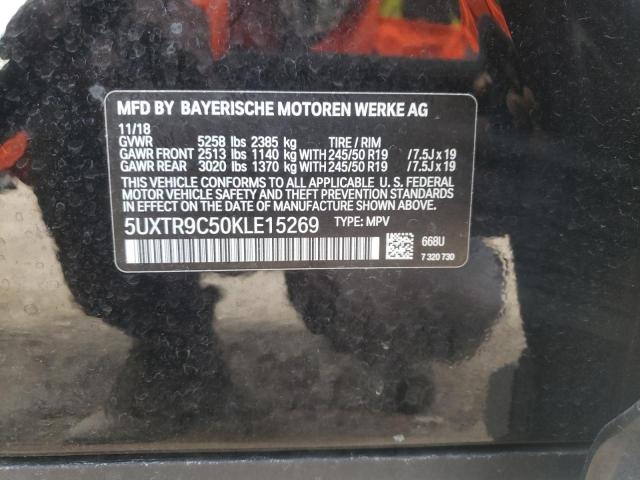 MFD BY BAYERISCHE MOTOREN WERKE AG
11/18
GVWR 5258 lbs 2385 kg TIRE / RIM
GAWR FRONT 2513 lbs 1140 kg WITH 245/50 R19 /7.5J x 19
GAWR REAR 3020 lbs 1370 kg WITH 245/50 R19 /7.5J x 19
THIS VEHICLE CONFORMS TO ALL APPLICABLE U. S. FEDERAL
MOTOR VEHICLE SAFETY AND THEFT PREVENTION STANDARDS
IN EFFECT ON THE DATE OF MANUFACTURE SHOWN ABOVE.
5UXTR9C50KLE15269 TYPE: MPV
668U
7 320 730